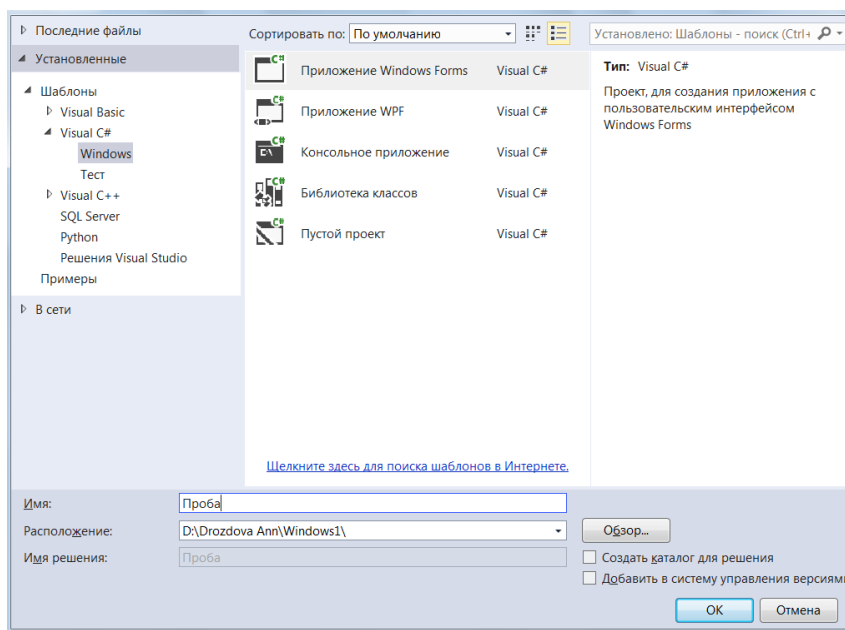 Последние файлы
Установленные
Шаблоны
Visual Basic
Visual C#
Windows
Тест
Visual C++
SQL Server
Python
Решения Visual Studio
Примеры
В сети
Сортировать по: По умолчанию
C# Приложение Windows Forms Visual C#
C# Приложение WPF Visual C#
C# Консольное приложение Visual C#
C# Библиотека классов Visual C#
C# Пустой проект Visual C#
Щелкните здесь для поиска шаблонов в Интернете.
Установлено: Шаблоны - поиск (Ctrl+
Тип: Visual C#
Проект, для создания приложения с
пользовательским интерфейсом
Windows Forms
Имя: Проба
Расположение: D:\Drozdova Ann\Windows1\ Обзор...
Имя решения: Проба
Создать каталог для решения
Добавить в систему управления версиями
OK Отмена